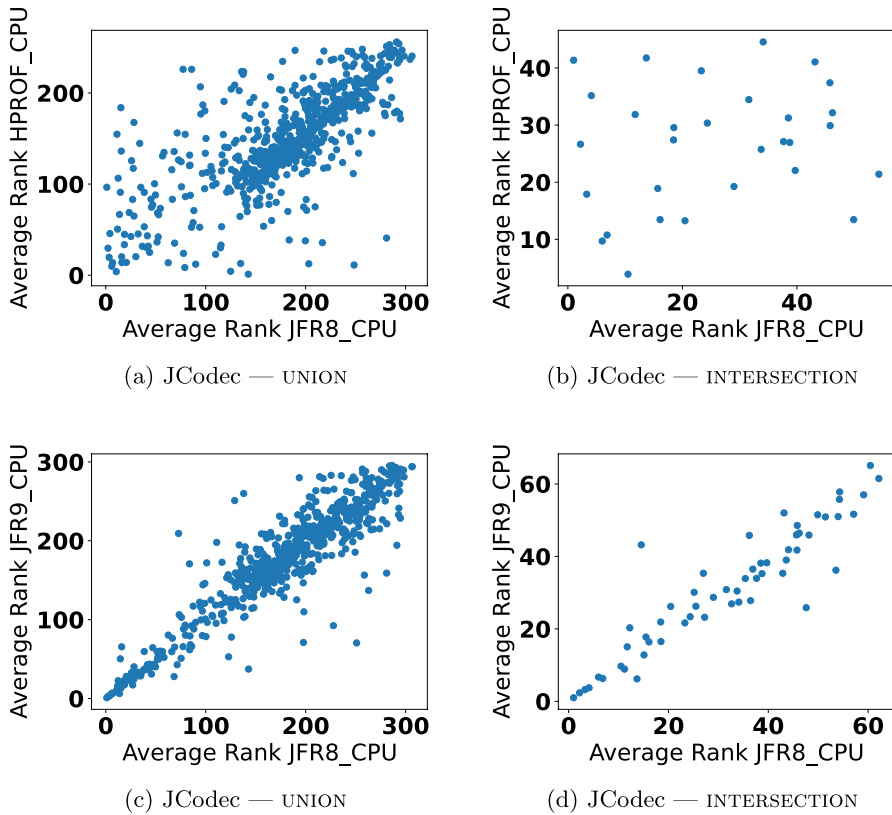 Average Rank HPROF_CPU
200
100
0
0 100 200 300
Average Rank JFR8_CPU
(a) JCodec — UNION
Average Rank HPROF_CPU
40
30
20
10
0 20 40
Average Rank JFR8_CPU
(b) JCodec — INTERSECTION
Average Rank JFR9_CPU
300
200
100
0
0 100 200 300
Average Rank JFR8_CPU
(c) JCodec — UNION
Average Rank JFR9_CPU
60
40
20
0
0 20 40 60
Average Rank JFR8_CPU
(d) JCodec — INTERSECTION